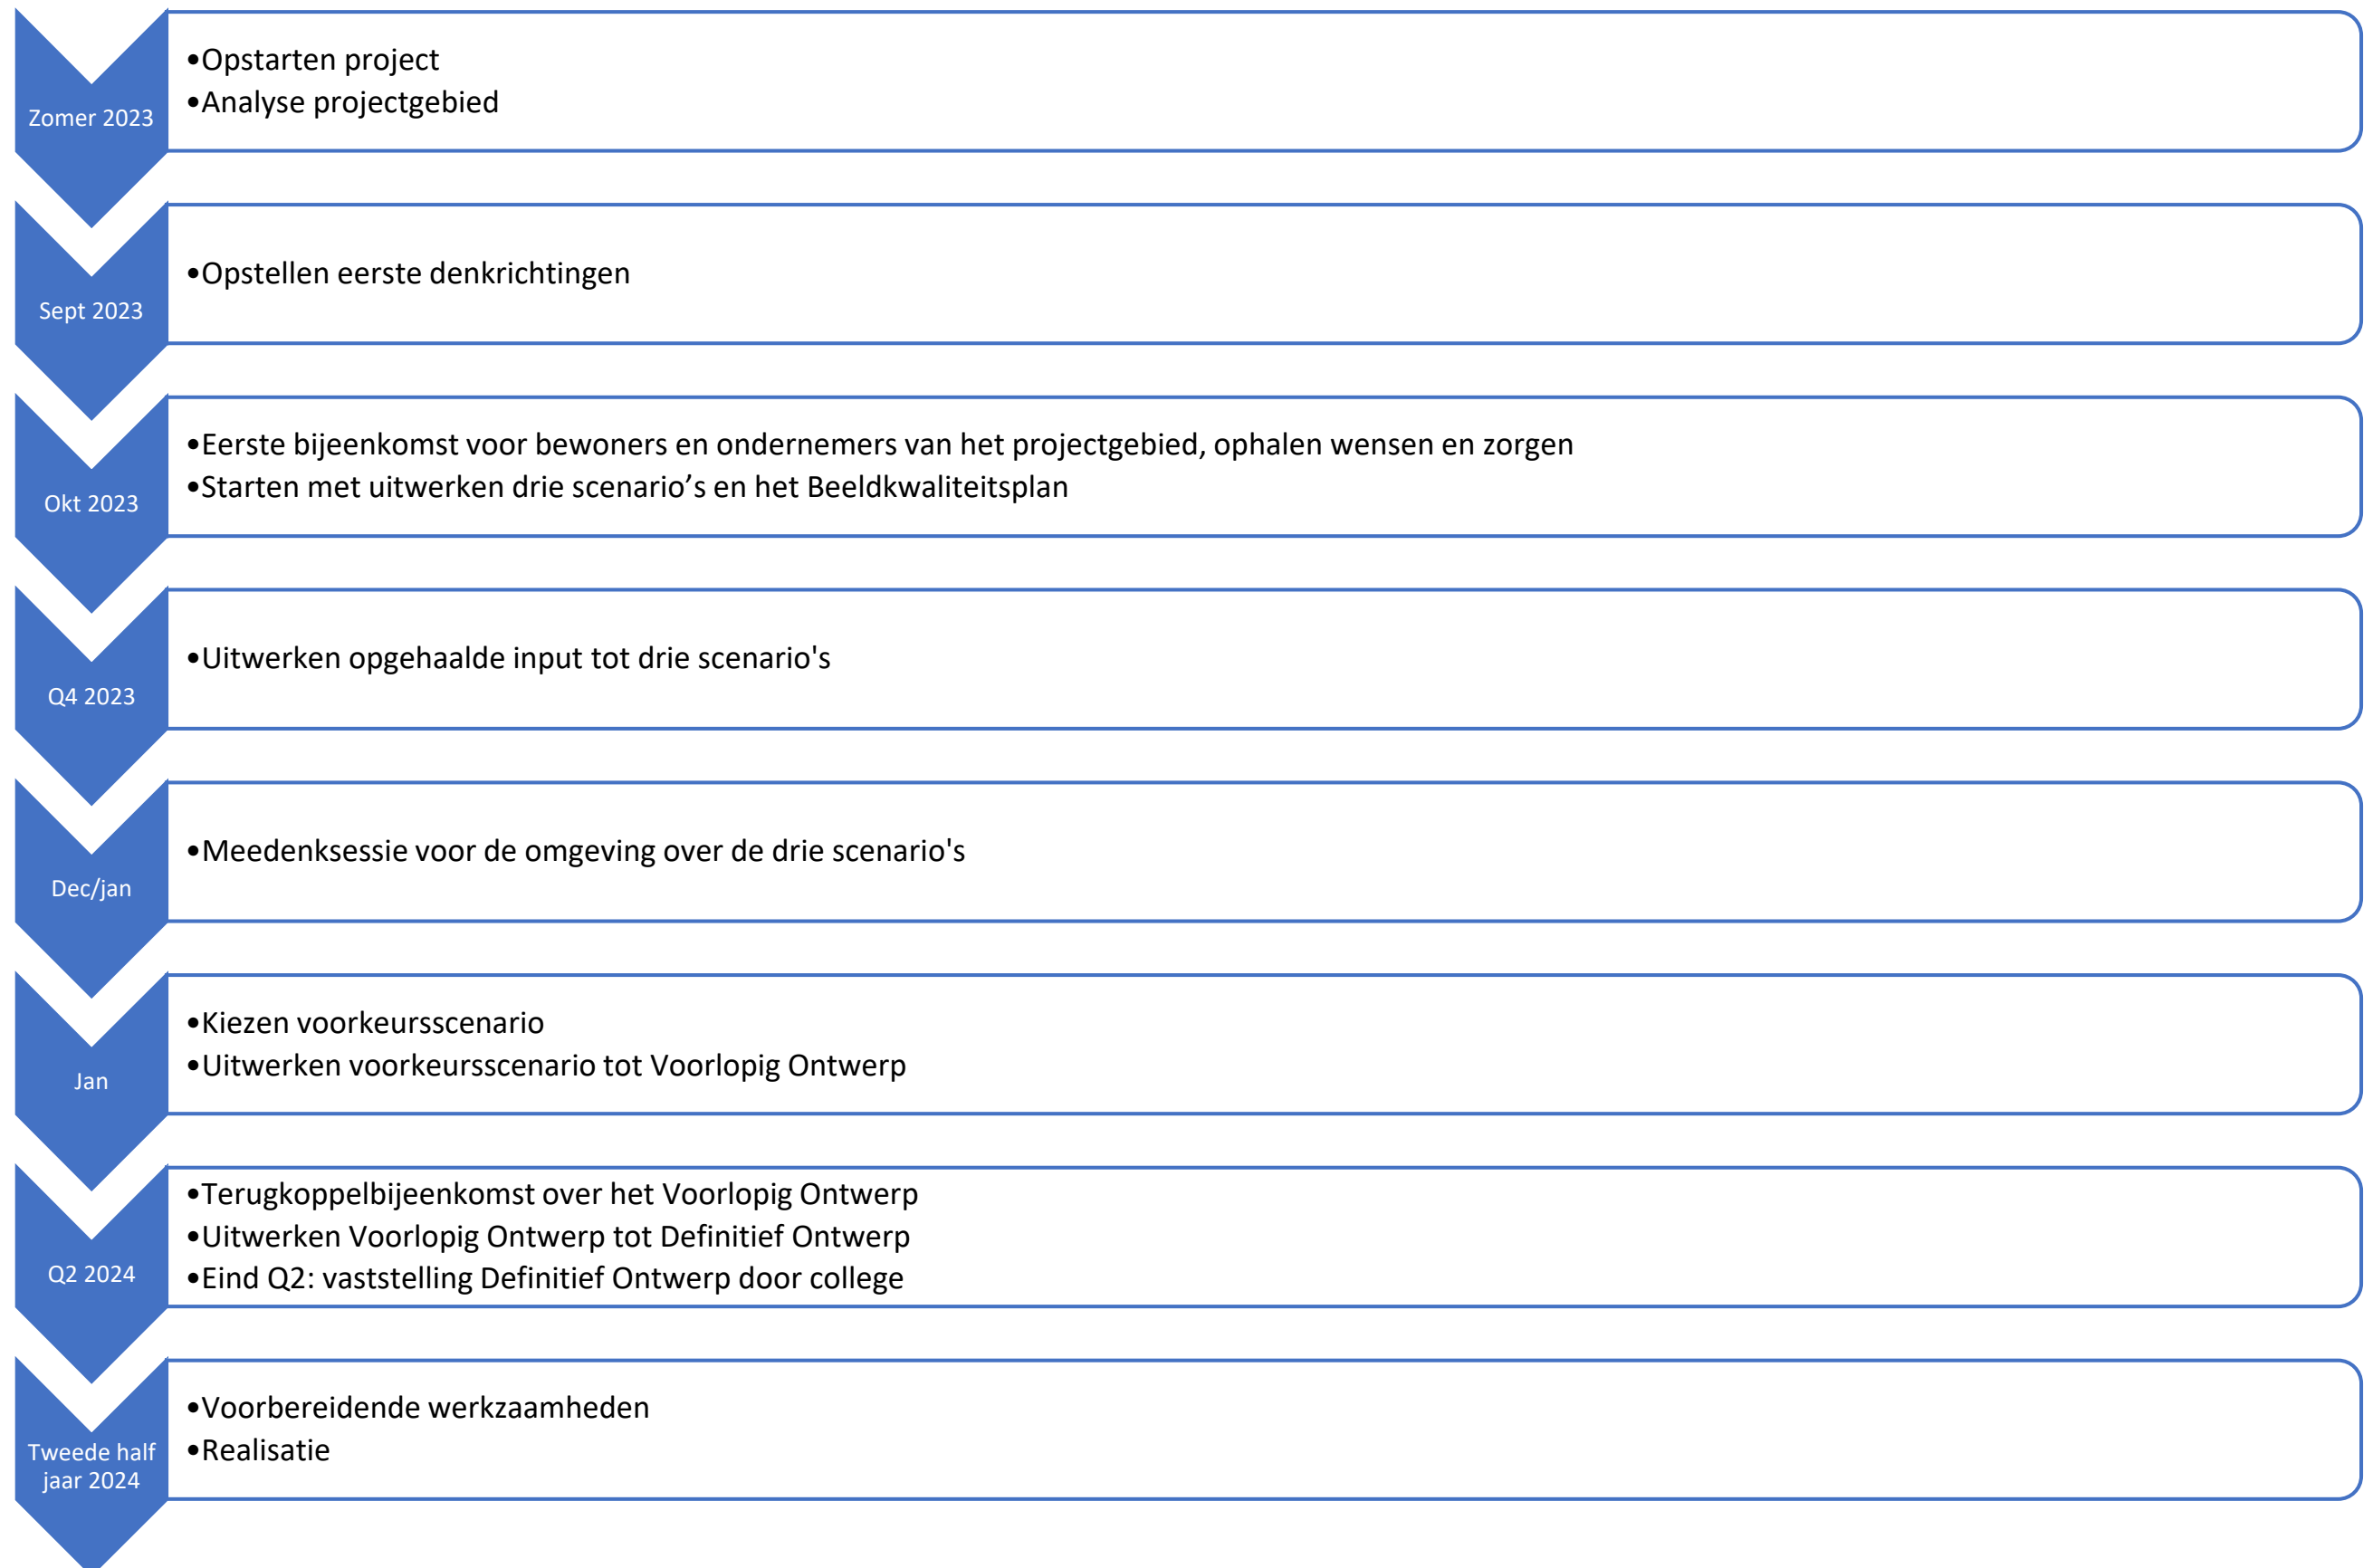 Zomer 2023
•Opstarten project
•Analyse projectgebied
Sept 2023
•Opstellen eerste denkrichtingen
Okt 2023
•Eerste bijeenkomst voor bewoners en ondernemers van het projectgebied, ophalen wensen en zorgen
•Starten met uitwerken drie scenario’s en het Beeldkwaliteitsplan
Q4 2023
•Uitwerken opgehaalde input tot drie scenario's
Dec/jan
•Meedenksessie voor de omgeving over de drie scenario's
Jan
•Kiezen voorkeursscenario
•Uitwerken voorkeursscenario tot Voorlopig Ontwerp
Q2 2024
•Terugkoppelbijeenkomst over het Voorlopig Ontwerp
•Uitwerken Voorlopig Ontwerp tot Definitief Ontwerp
•Eind Q2: vaststelling Definitief Ontwerp door college
Tweede half
jaar 2024
•Voorbereidende werkzaamheden
•Realisatie